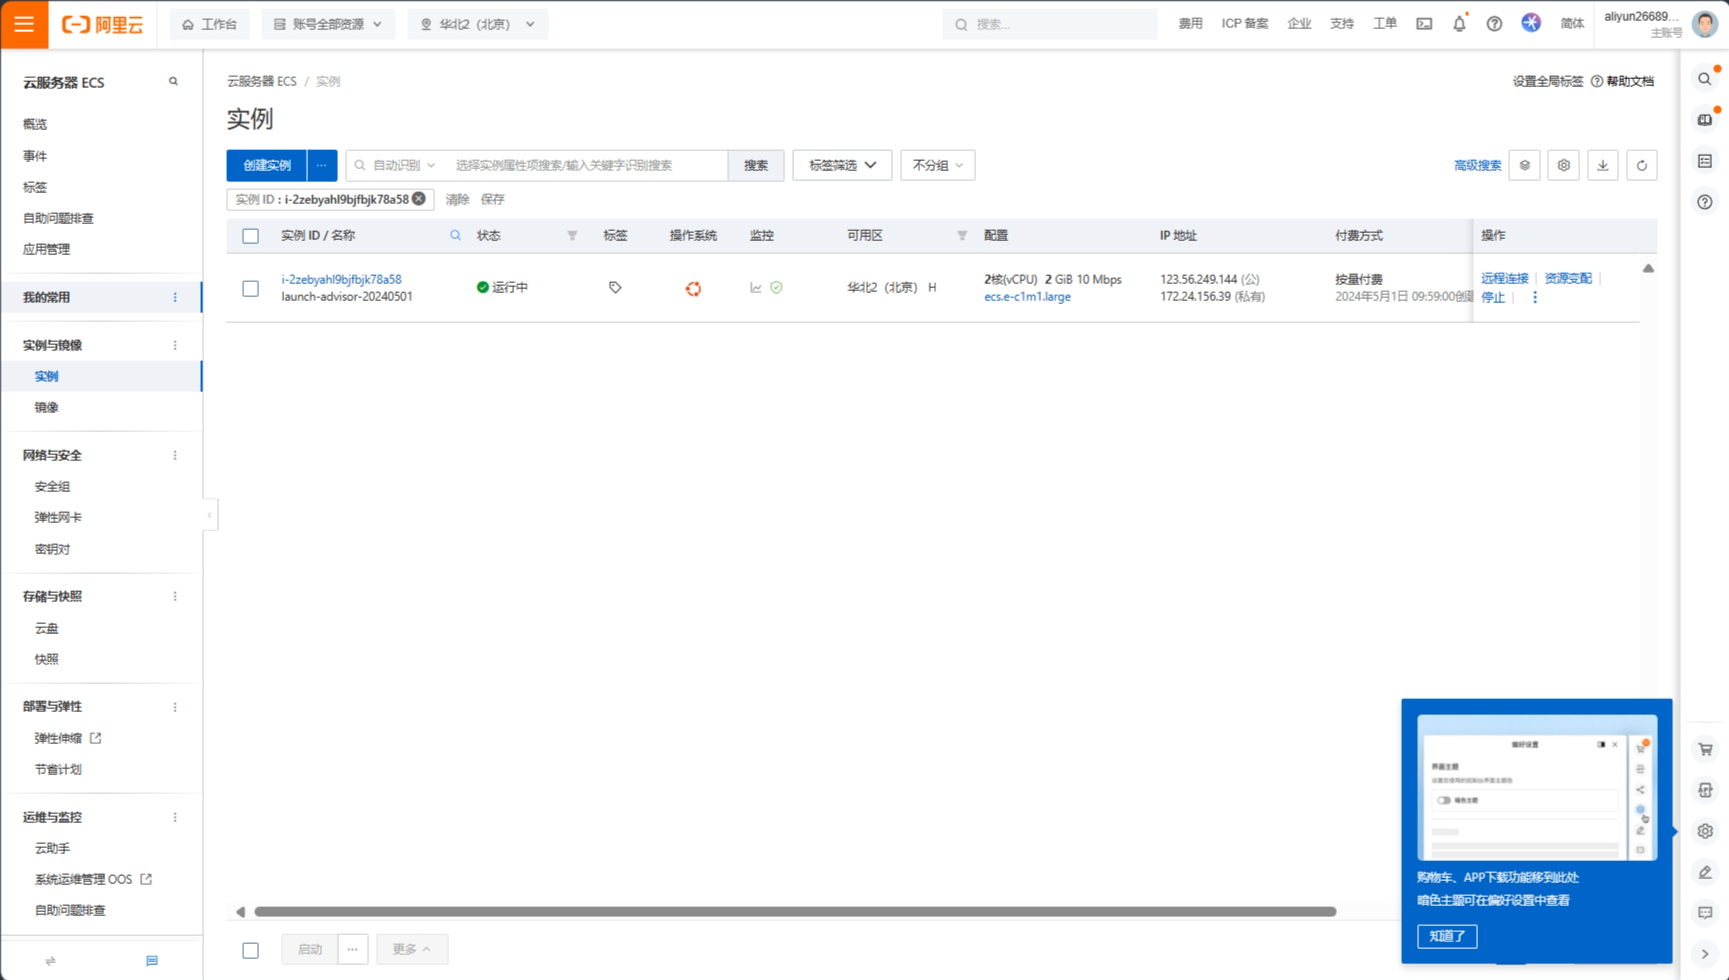 阿里云
工作台
账号全部资源
华北2（北京）
搜索...
费用
ICP 备案
企业
支持
工单
简体
aliyun26689...
主账号
云服务器 ECS
概览
事件
标签
自助问题排查
应用管理
我的常用
实例与镜像
实例
镜像
网络与安全
安全组
弹性网卡
密钥对
存储与快照
云盘
快照
部署与弹性
弹性伸缩
节省计划
运维与监控
云助手
系统运维管理 OOS
自助问题排查
云服务器 ECS / 实例
设置全局标签
帮助文档
实例
创建实例
...
自动识别
选择实例属性项搜索/输入关键字识别搜索
搜索
标签筛选
不分组
高级搜索
实例 ID : i-2zebyahl9bjfbjk78a58
清除
保存
实例 ID / 名称
状态
标签
操作系统
监控
可用区
配置
IP 地址
付费方式
操作
i-2zebyahl9bjfbjk78a58
launch-advisor-20240501
运行中
华北2（北京） H
2核(vCPU) 2 GiB 10 Mbps
ecs.e-c1m1.large
123.56.249.144 (公)
172.24.156.39 (私有)
按量付费
2024年5月1日 09:59:00创建
远程连接
资源变配
停止
启动
...
更多
偏好设置
界面主题
暗色主题
购物车、APP下载功能移到此处
暗色主题可在偏好设置中查看
知道了